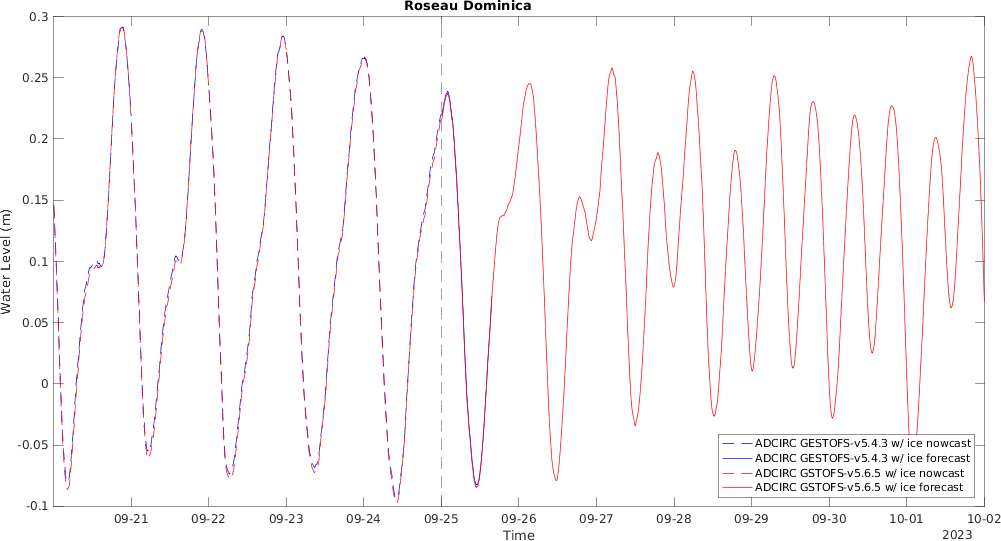 Roseau Dominica
0.3
0.25
0.2
0.15
0.1
0.05
0
-0.05
-0.1
Water Level (m)
ADCIRC GESTOFS-v5.4.3 w/ ice nowcast
ADCIRC GESTOFS-v5.4.3 w/ ice forecast
ADCIRC GSTOFS-v5.6.5 w/ ice nowcast
ADCIRC GSTOFS-v5.6.5 w/ ice forecast
09-21 09-22 09-23 09-24 09-25 09-26 09-27 09-28 09-29 09-30 10-01 10-02
Time
2023